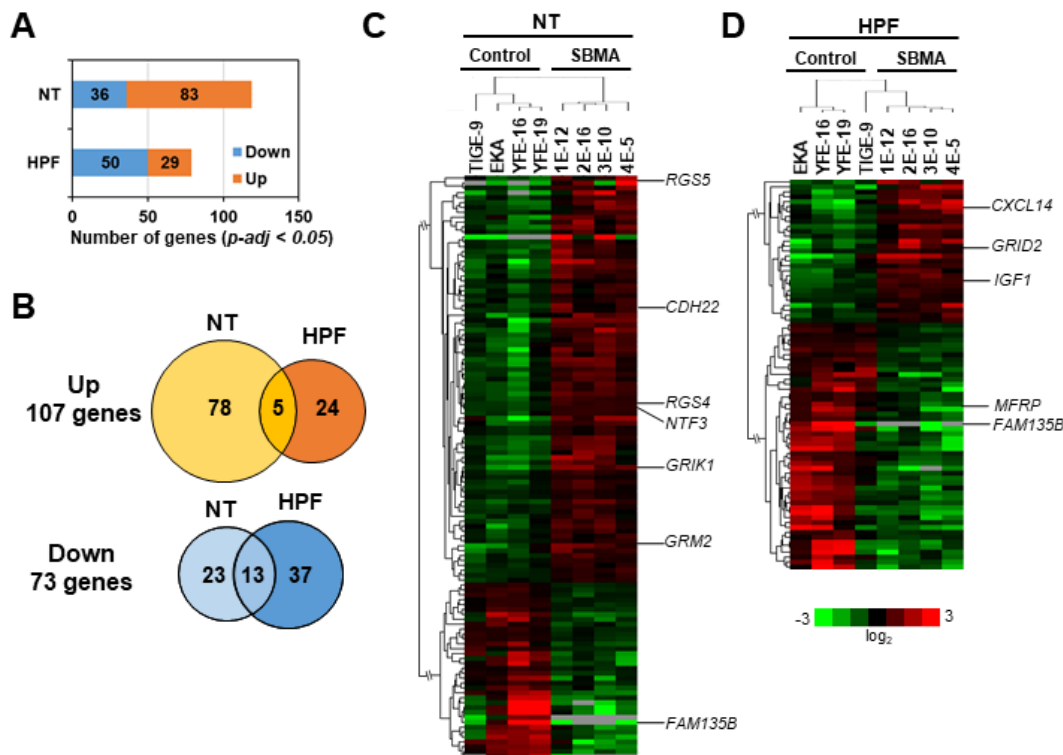 A
NT
36
83
HPF
50
29
Down
Up
0
50
100
150
Number of genes (p-adj < 0.05)
B
NT
HPF
Up
107 genes
78
5
24
NT
HPF
Down
73 genes
23
13
37
C
NT
Control
SBMA
TIGE-9
EKA
YFE-16
YFE-19
1E-12
2E-16
3E-10
4E-5
RGS5
CDH22
RGS4
NTF3
GRIK1
GRM2
FAM135B
D
HPF
Control
SBMA
EKA
YFE-16
YFE-19
TIGE-9
1E-12
2E-16
3E-10
4E-5
CXCL14
GRID2
IGF1
MFRP
FAM135B
-3
3
log₂